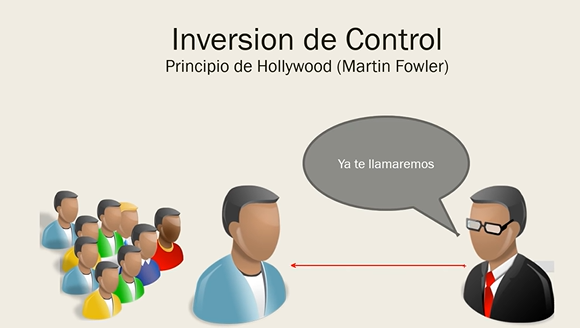 Inversion de Control
Principio de Hollywood (Martin Fowler)
Ya te llamaremos